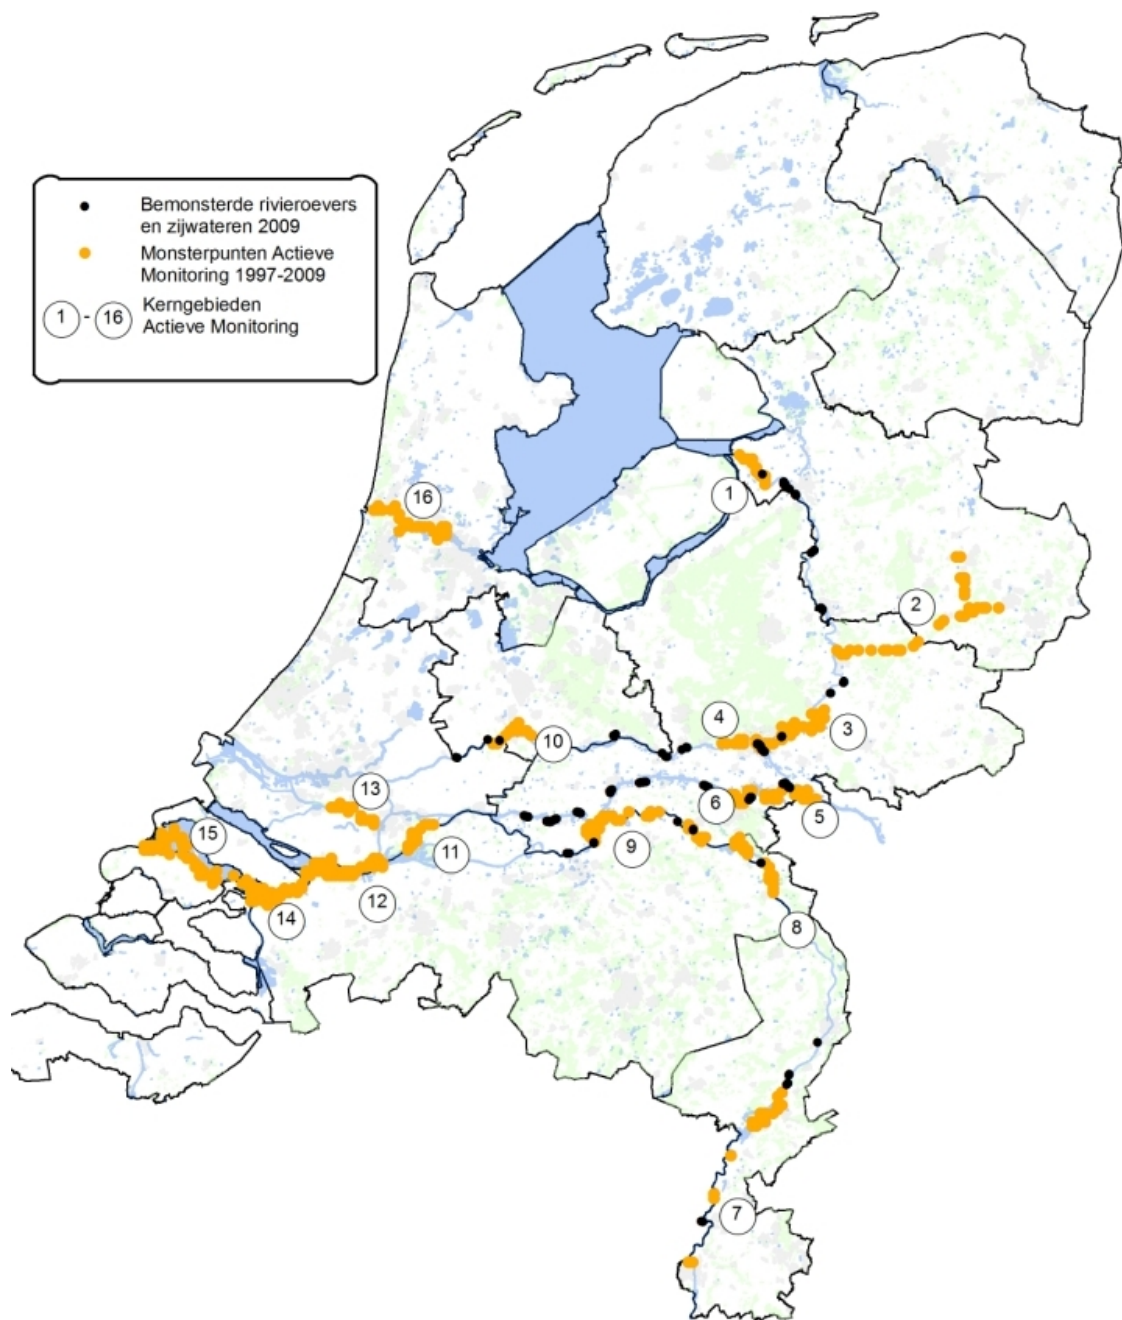 Bemonsterde rivieroevers
en zijwateren 2009
Monsterpunten Actieve
Monitoring 1997-2009
1 - 16 Kerngebieden
Actieve Monitoring
16
1
2
4
3
10
13
6
5
15
11
9
12
14
8
7